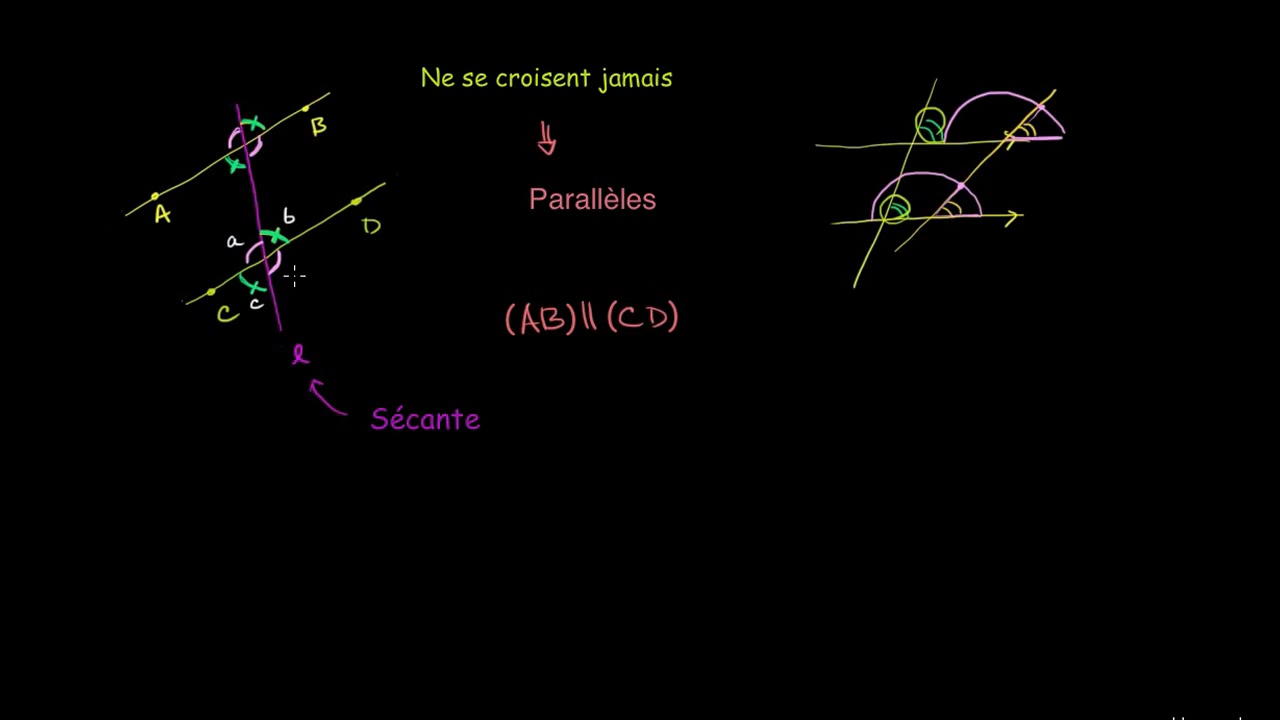 Ne se croisent jamais
B
Parallèles
A
b
D
a
C
c
(AB)||(CD)
l
Sécante